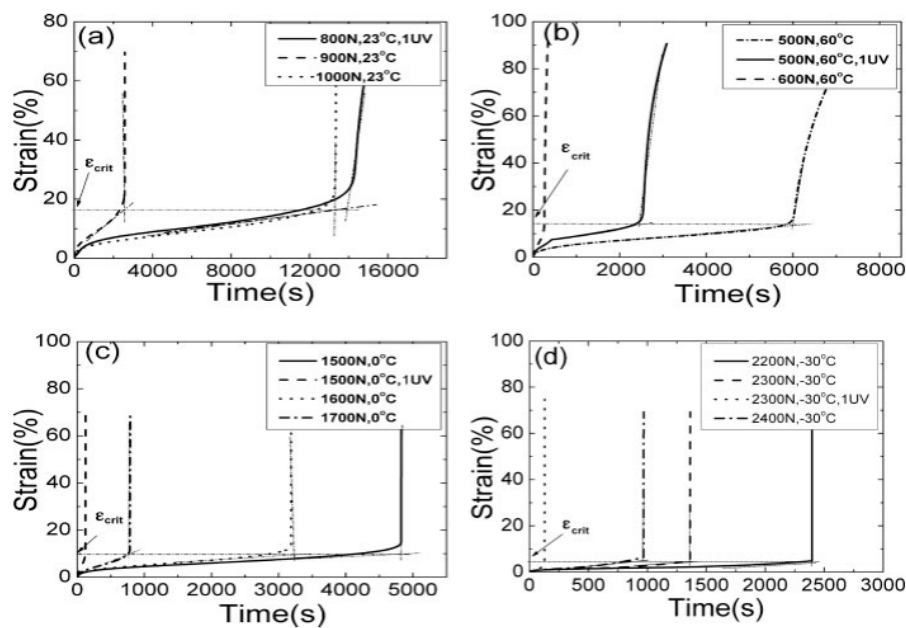 (a)
800N,23°C,1UV
900N,23°C
1000N,23°C
εcrit
Strain(%)
80
60
40
20
0
0 4000 8000 12000 16000
Time(s)
(b)
500N,60°C
500N,60°C,1UV
600N,60°C
εcrit
Strain(%)
100
80
60
40
20
0
0 2000 4000 6000 8000
Time(s)
(c)
1500N,0°C
1500N,0°C,1UV
1600N,0°C
1700N,0°C
εcrit
Strain(%)
100
80
60
40
20
0
0 1000 2000 3000 4000 5000
Time(s)
(d)
2200N,-30°C
2300N,-30°C
2300N,-30°C,1UV
2400N,-30°C
εcrit
Strain(%)
100
80
60
40
20
0
0 500 1000 1500 2000 2500 3000
Time(s)